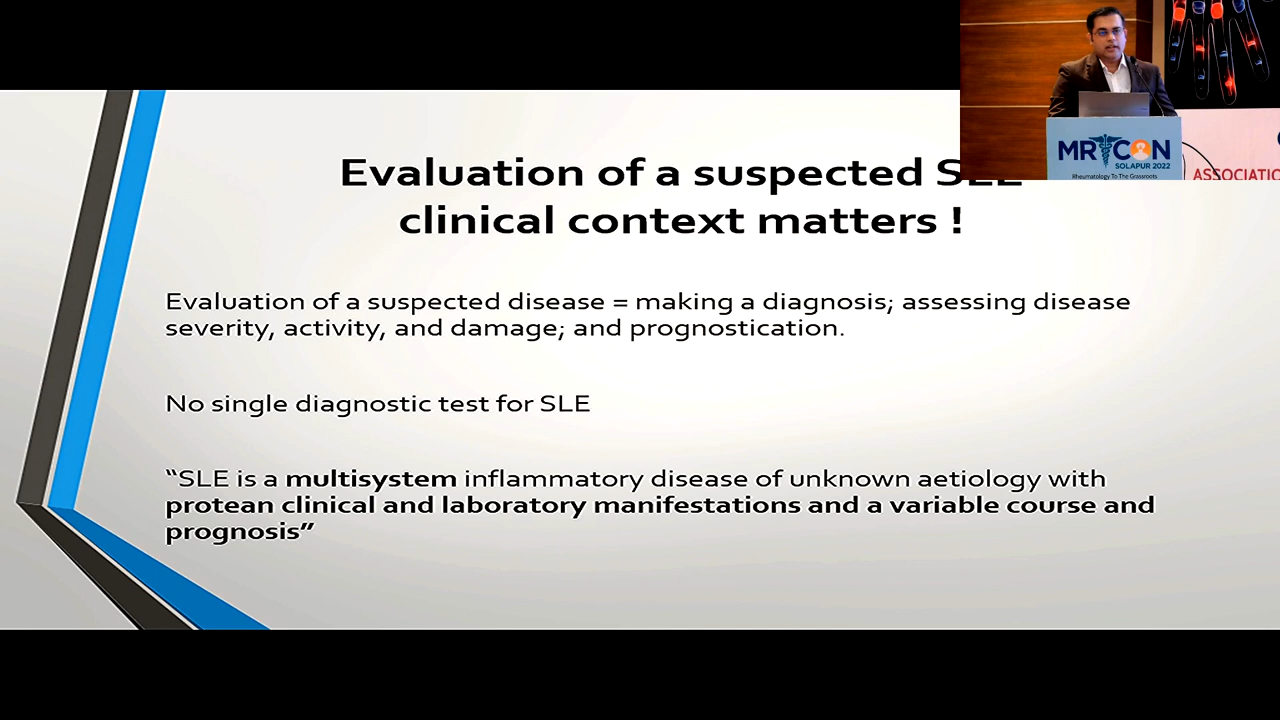 Evaluation of a suspected SLE
clinical context matters !
Evaluation of a suspected disease = making a diagnosis; assessing disease
severity, activity, and damage; and prognostication.
No single diagnostic test for SLE
“SLE is a multisystem inflammatory disease of unknown aetiology with
protean clinical and laboratory manifestations and a variable course and
prognosis”
MR CON
SOLAPUR 2022
Rheumatology To The Grassroots